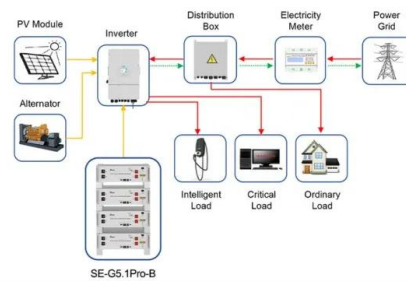 PV Module
Inverter
Distribution
Box
Electricity
Meter
Power
Grid
Alternator
Intelligent
Load
Critical
Load
Ordinary
Load
SE-G5.1Pro-B